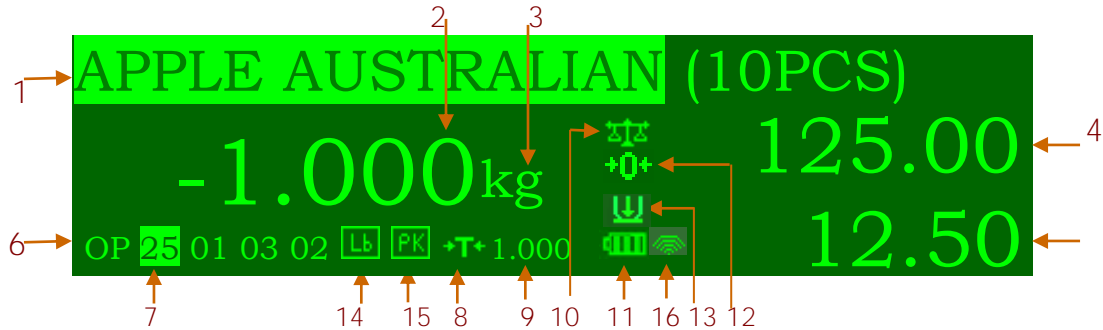 2 3
1 APPLE AUSTRALIAN (10PCS)
-1.000kg 125.00 4
→0←
12.50
6 OP 25 01 03 02 Lb PK →T← 1.000
7 14 15 8 9 10 11 16 13 12